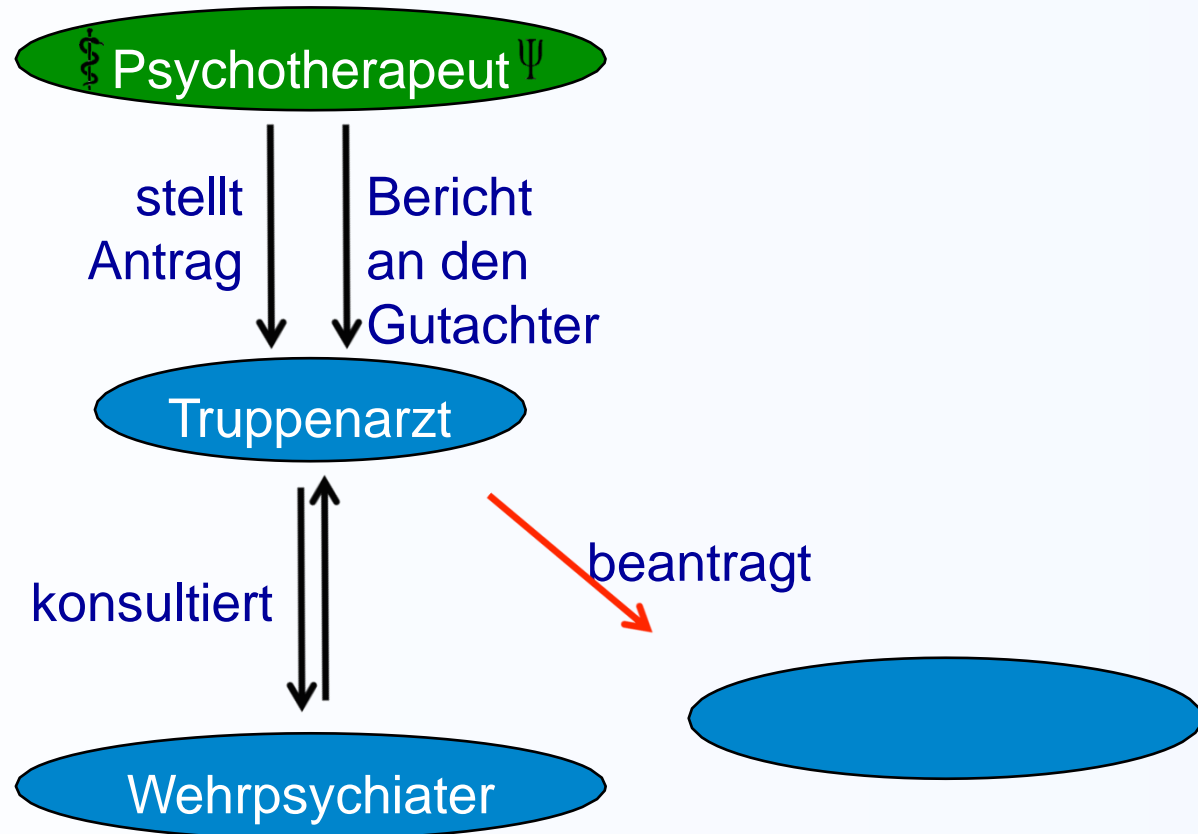 Psychotherapeut Ψ
stellt
Antrag
Bericht
an den
Gutachter
Truppenarzt
beantragt
konsultiert
Wehrpsychiater